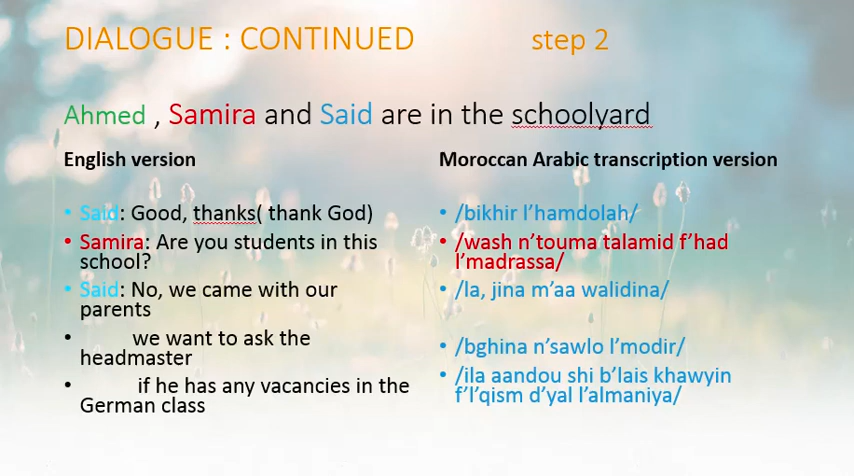 DIALOGUE : CONTINUED step 2
Ahmed , Samira and Said are in the schoolyard
English version
• Said: Good, thanks( thank God)
• Samira: Are you students in this
school?
• Said: No, we came with our
parents
• we want to ask the
headmaster
• if he has any vacancies in the
German class
Moroccan Arabic transcription version
• /bikhir l’hamdolah/
• /wash n’touma talamid f’had
l’madrassa/
• /la, jina m’aa walidina/
• /bghina n’sawlo l’modir/
• /ila aandou shi b’lais khawyin
f’l’qism d’yal l’almaniya/